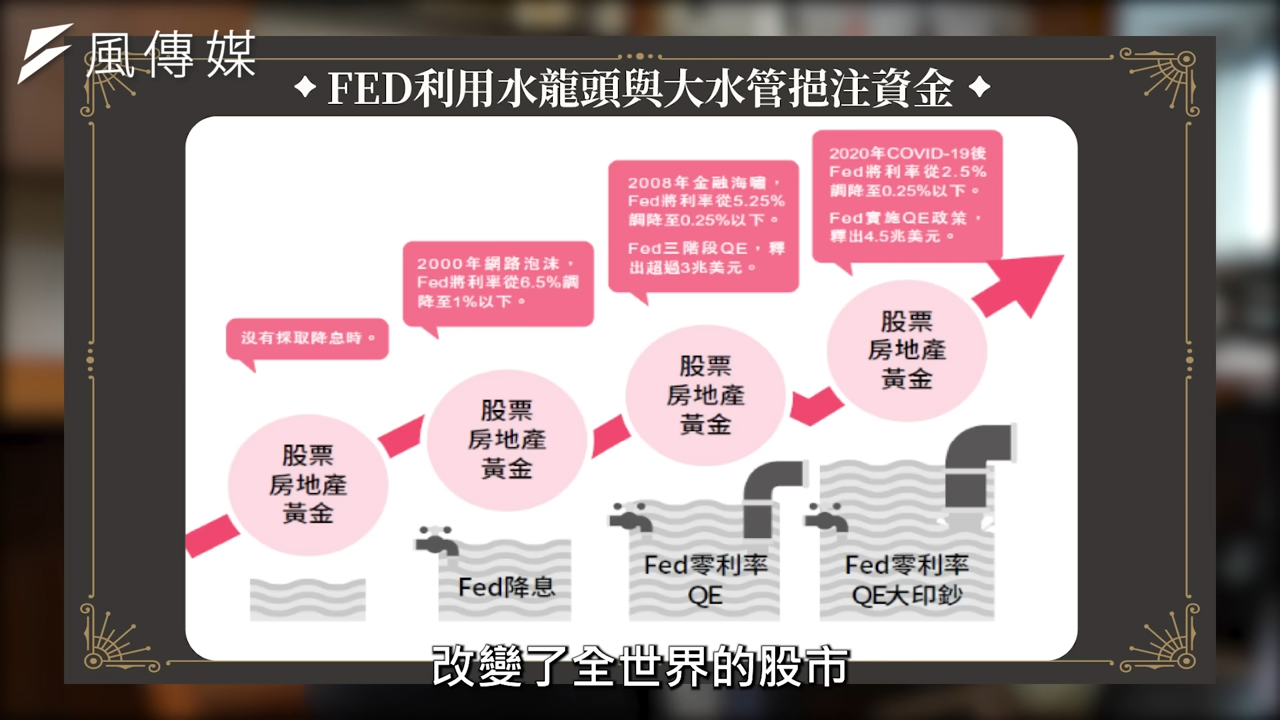 風傳媒
FED利用水龍頭與大水管挹注資金
沒有採取降息時。
股票
房地產
黃金
2000年網路泡沫，
Fed將利率從6.5%調
降至1%以下。
股票
房地產
黃金
Fed降息
2008年金融海嘯，
Fed將利率從5.25%
調降至0.25%以下。
Fed三階段QE，釋
出超過3兆美元。
股票
房地產
黃金
Fed零利率
QE
2020年COVID-19後
Fed將利率從2.5%
調降至0.25%以下。
Fed實施QE政策，
釋出4.5兆美元。
股票
房地產
黃金
Fed零利率
QE大印鈔
改變了全世界的股市